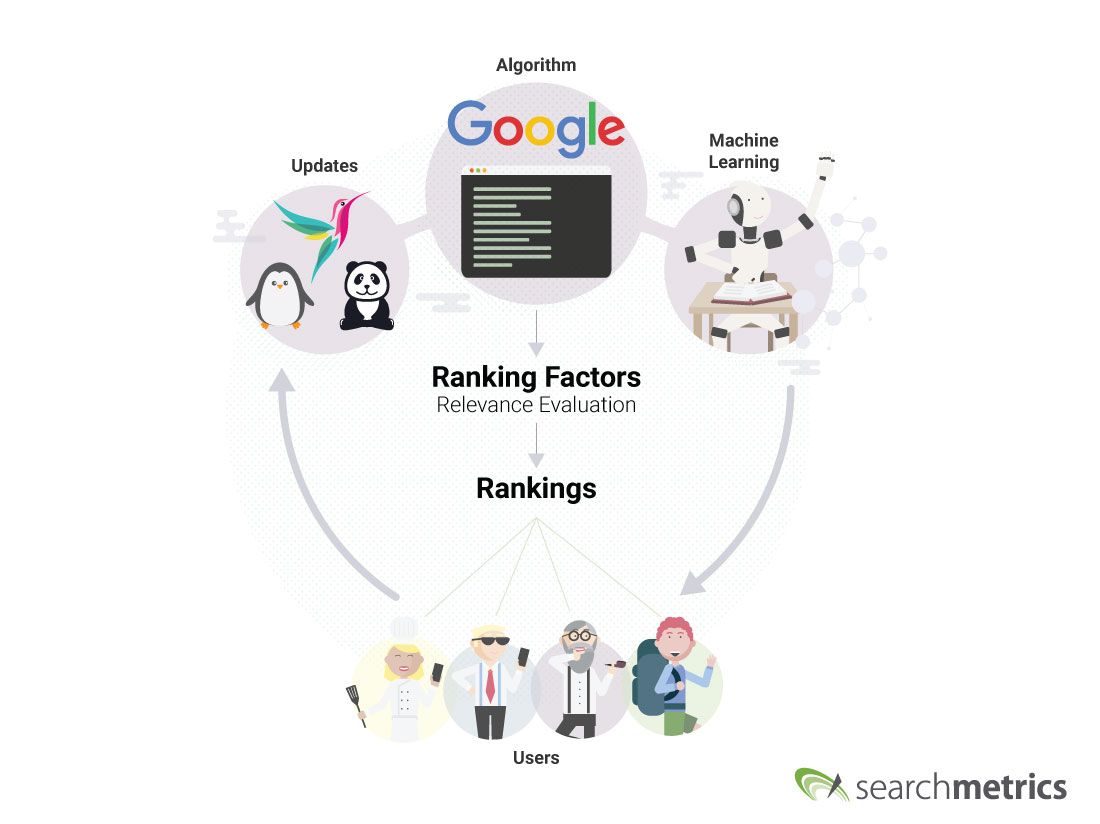 Algorithm
Google
Updates
Machine
Learning
Ranking Factors
Relevance Evaluation
Rankings
Users
searchmetrics